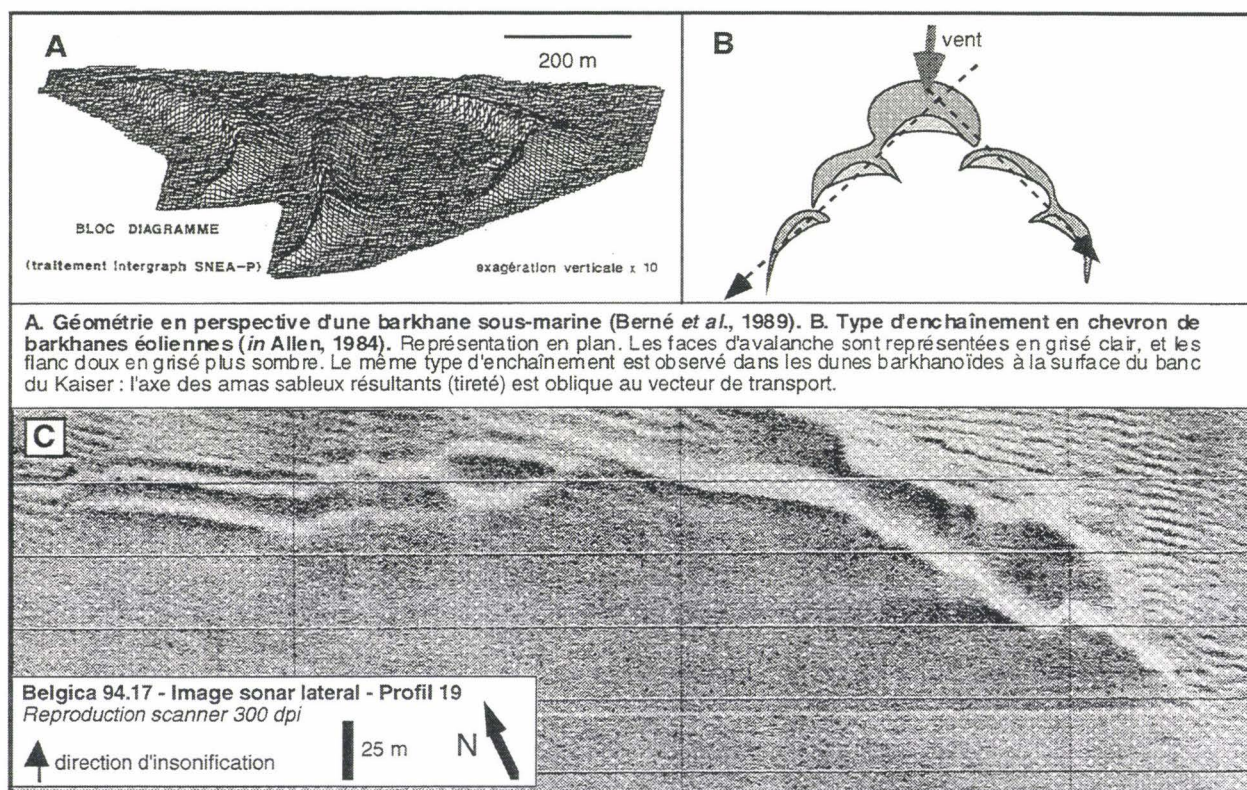 A
200 m
BLOC DIAGRAMME
(traitement Intergraph SNEA-P)
exagération verticale x 10
B
vent
A. Géométrie en perspective d'une barkhane sous-marine (Berné et al., 1989). B. Type d'enchaînement en chevron de
barkhanes éoliennes (in Allen, 1984). Représentation en plan. Les faces d'avalanche sont représentées en grisé clair, et les
flanc doux en grisé plus sombre. Le même type d'enchaînement est observé dans les dunes barkhanoïdes à la surface du banc
du Kaiser : l'axe des amas sableux résultants (tireté) est oblique au vecteur de transport.
C
Belgica 94.17 - Image sonar lateral - Profil 19
Reproduction scanner 300 dpi
direction d'insonification
25 m
N